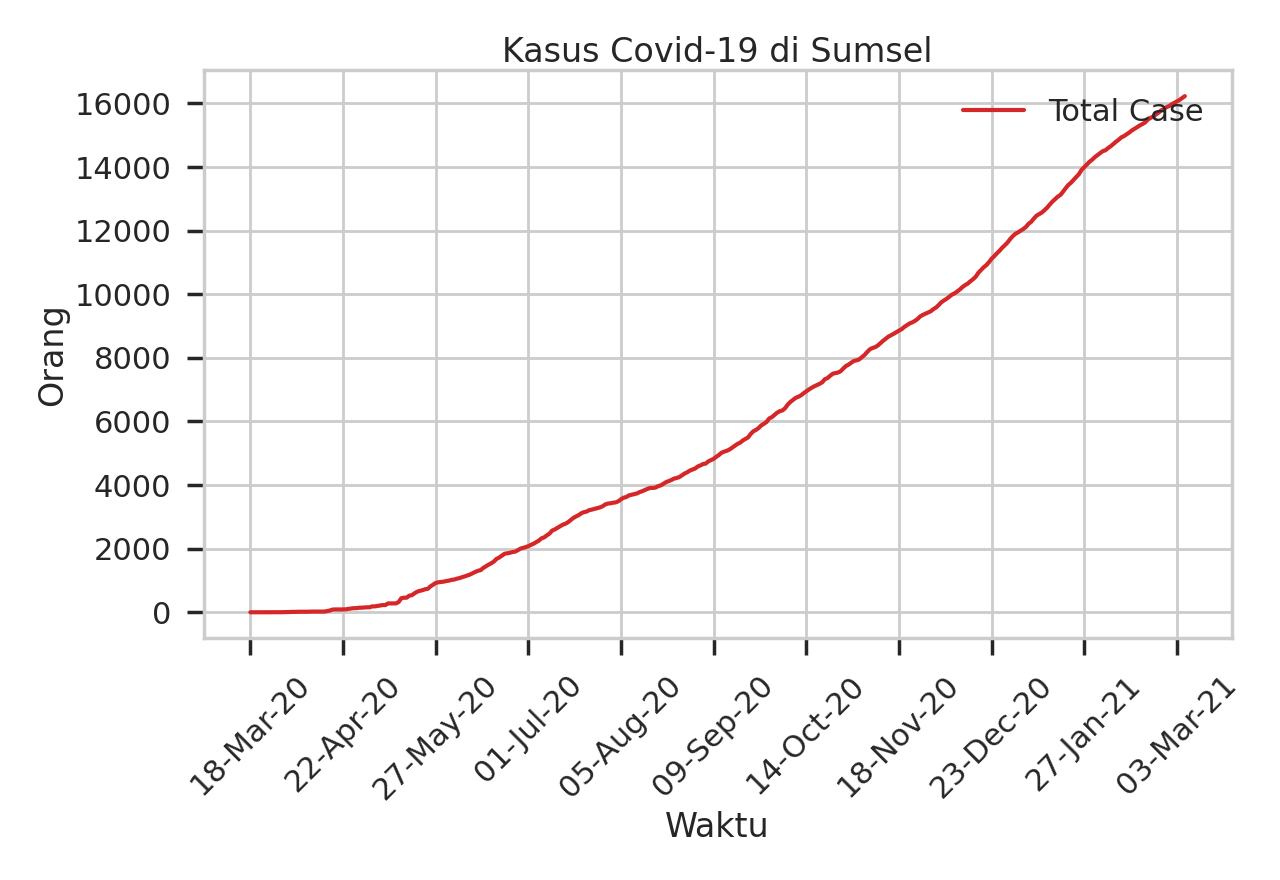 Kasus Covid-19 di Sumsel
Total Case
16000
14000
12000
10000
8000
6000
4000
2000
0
Orang
18-Mar-20
22-Apr-20
27-May-20
01-Jul-20
05-Aug-20
09-Sep-20
14-Oct-20
18-Nov-20
23-Dec-20
27-Jan-21
03-Mar-21
Waktu